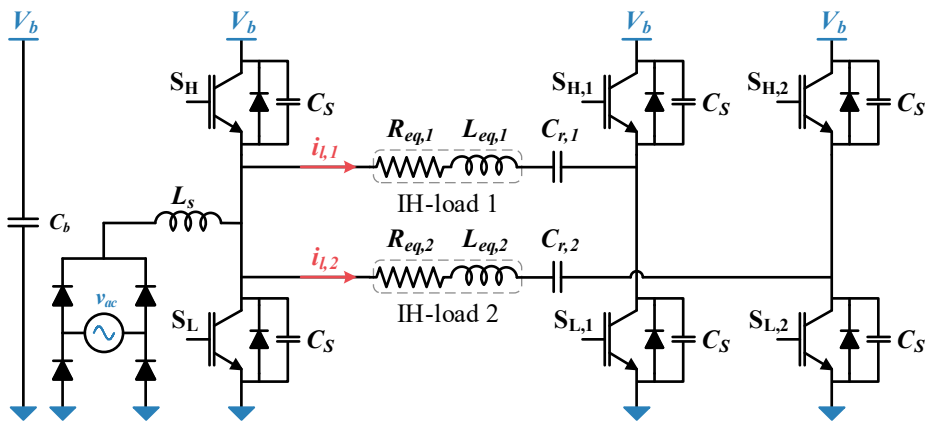 V_b V_b V_b V_b
S_H C_S S_H,1 C_S S_H,2 C_S
R_eq,1 L_eq,1 C_r,1
i_l,1
IH-load 1
L_s
C_b
R_eq,2 L_eq,2 C_r,2
i_l,2
v_ac
IH-load 2
S_L C_S S_L,1 C_S S_L,2 C_S